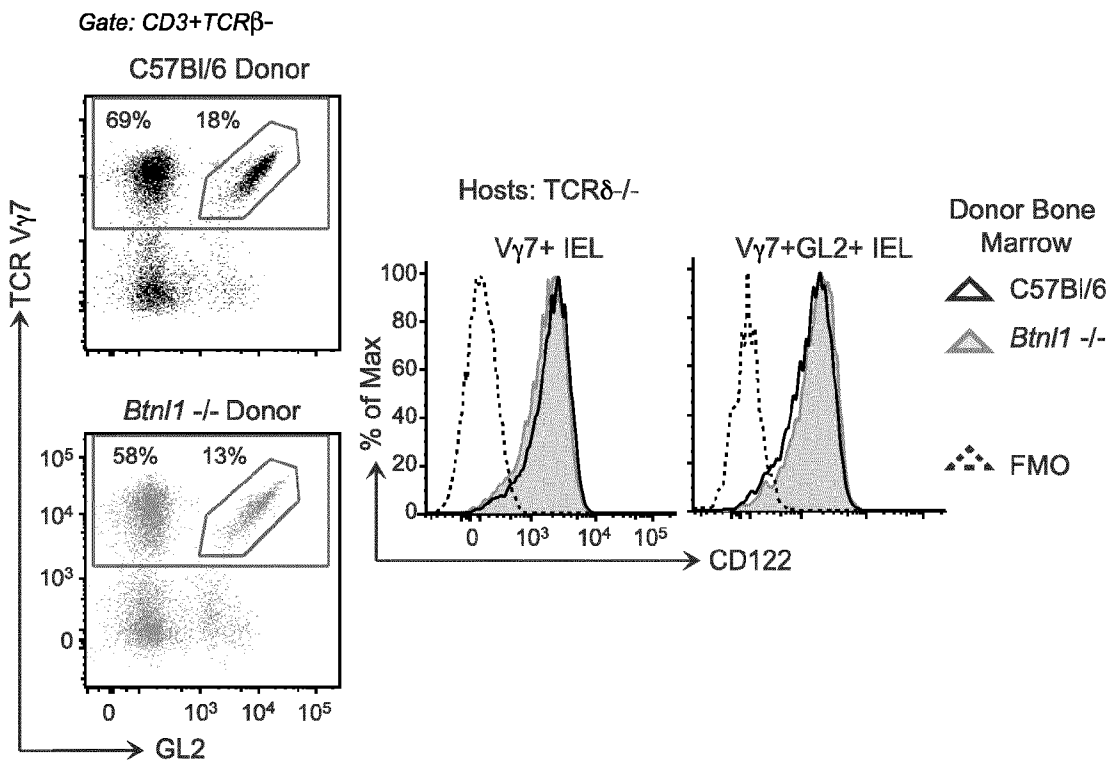 Gate: CD3+TCRβ-
C57Bl/6 Donor
69% 18%
TCR Vγ7
Btnl1 -/- Donor
58% 13%
10⁵
10⁴
10³
0
0 10³ 10⁴ 10⁵
GL2
Hosts: TCRδ-/-
Vγ7+ IEL
Vγ7+GL2+ IEL
% of Max
100
80
60
40
20
0
0 10³ 10⁴ 10⁵
CD122
Donor Bone
Marrow
C57Bl/6
Btnl1 -/-
FMO